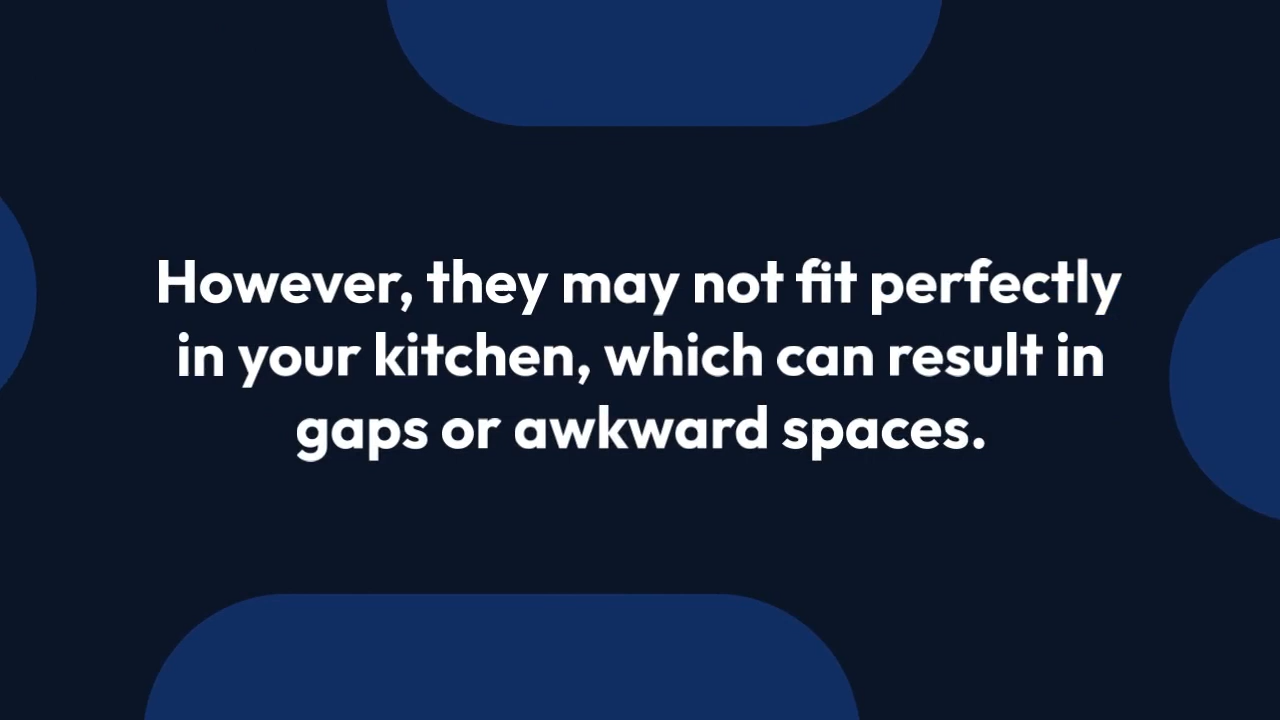 However, they may not fit perfectly
in your kitchen, which can result in
gaps or awkward spaces.